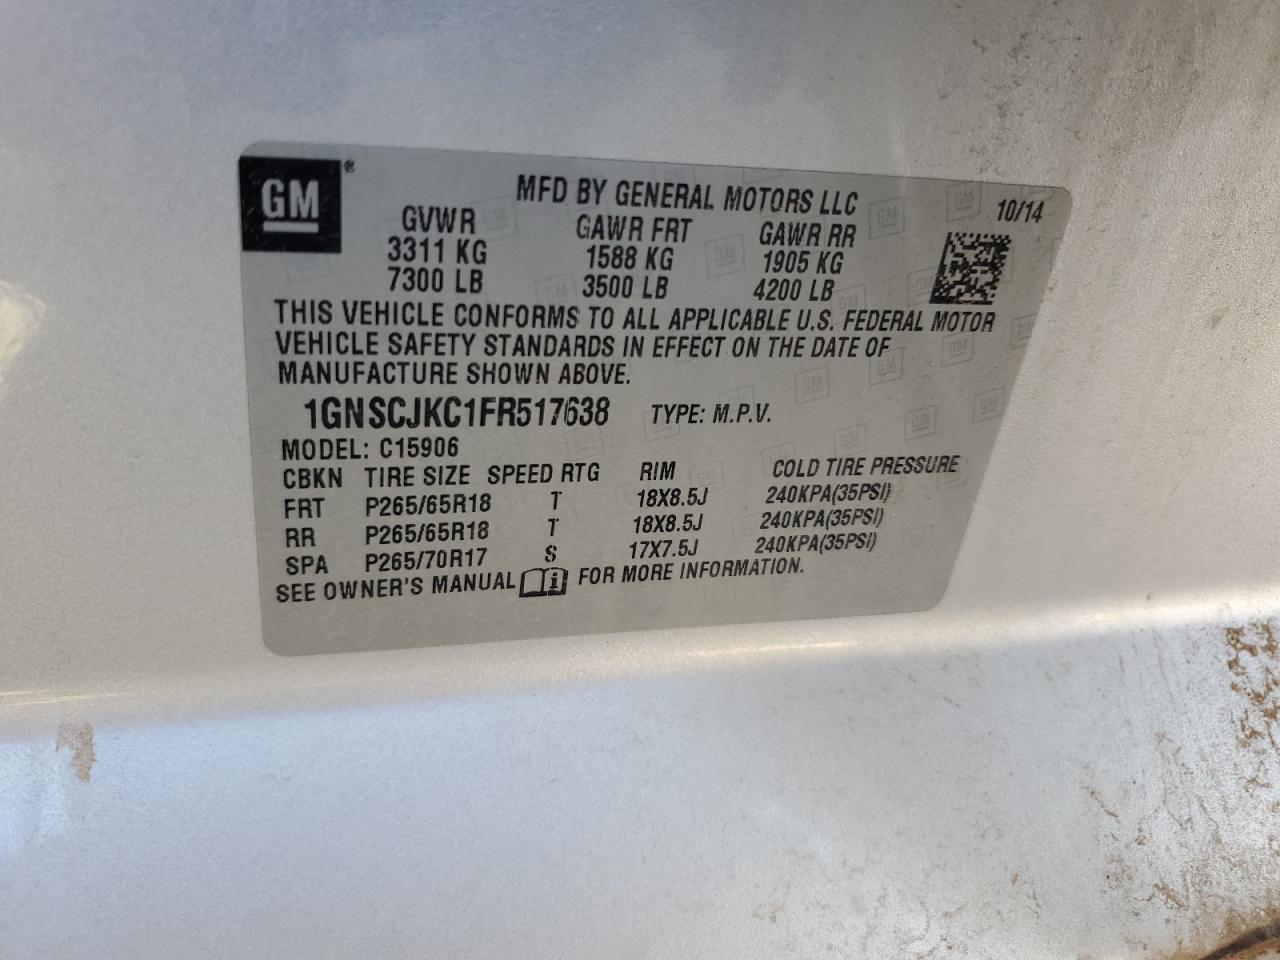 GM ®
MFD BY GENERAL MOTORS LLC
10/14
GVWR GAWR FRT GAWR RR
3311 KG 1588 KG 1905 KG
7300 LB 3500 LB 4200 LB
THIS VEHICLE CONFORMS TO ALL APPLICABLE U.S. FEDERAL MOTOR
VEHICLE SAFETY STANDARDS IN EFFECT ON THE DATE OF
MANUFACTURE SHOWN ABOVE.
1GNSCJKC1FR517638 TYPE: M.P.V.
MODEL: C15906
CBKN TIRE SIZE SPEED RTG RIM COLD TIRE PRESSURE
FRT P265/65R18 T 18X8.5J 240KPA(35PSI)
RR P265/65R18 T 18X8.5J 240KPA(35PSI)
SPA P265/70R17 S 17X7.5J 240KPA(35PSI)
SEE OWNER'S MANUAL i FOR MORE INFORMATION.